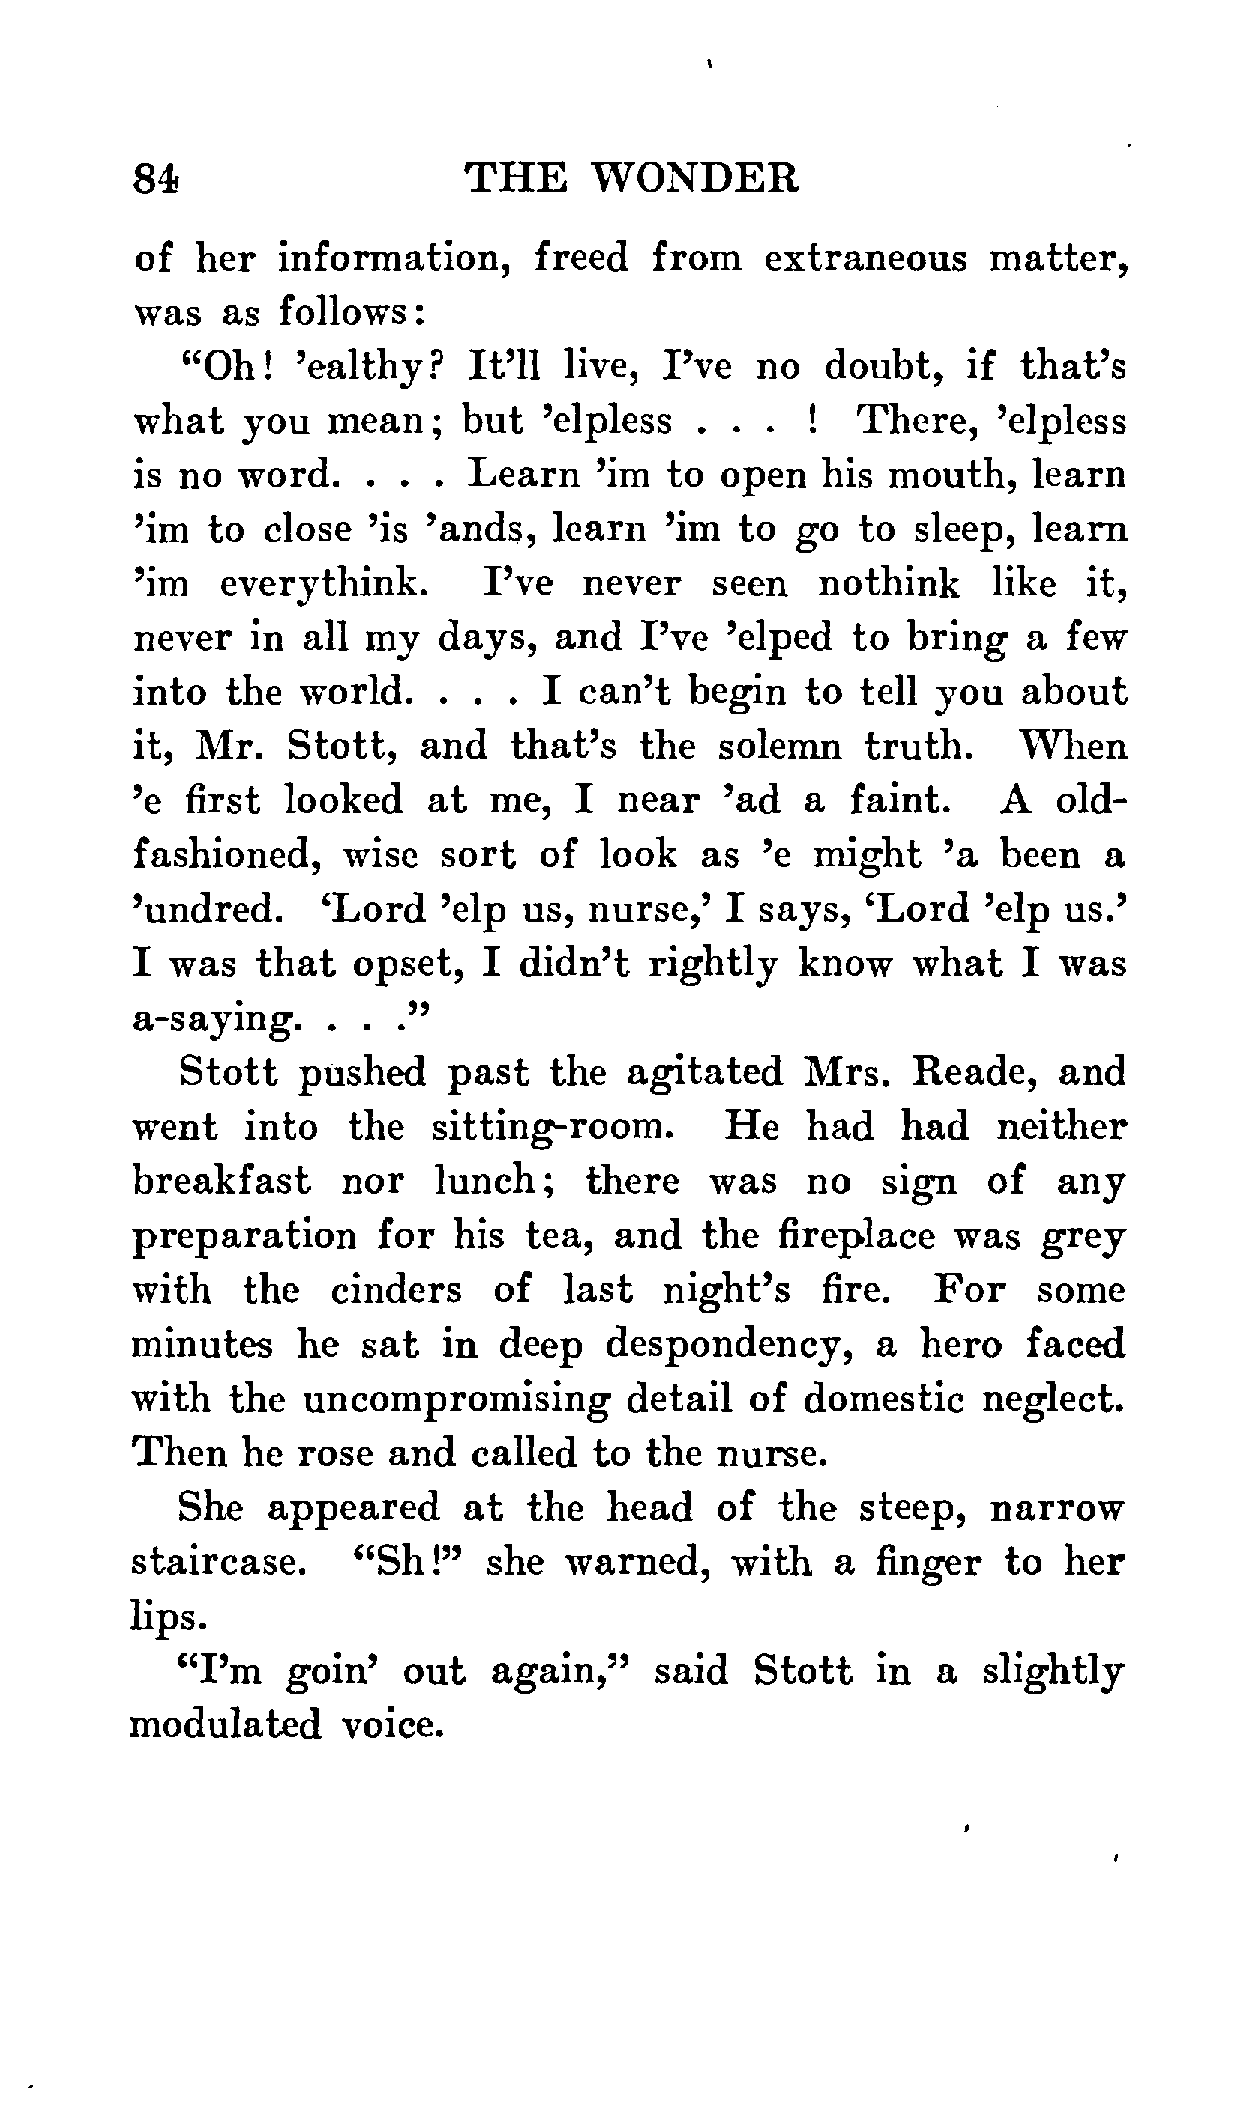 84 THE WONDER
of her information, freed from extraneous matter,
was as follows:
"Oh! 'ealthy? It'll live, I've no doubt, if that's
what you mean; but 'elpless . . . ! There, 'elpless
is no word. . . . Learn 'im to open his mouth, learn
'im to close 'is 'ands, learn 'im to go to sleep, learn
'im everythink. I've never seen nothink like it,
never in all my days, and I've 'elped to bring a few
into the world. . . . I can't begin to tell you about
it, Mr. Stott, and that's the solemn truth. When
'e first looked at me, I near 'ad a faint. A old-
fashioned, wise sort of look as 'e might 'a been a
'undred. 'Lord 'elp us, nurse,' I says, 'Lord 'elp us.'
I was that opset, I didn't rightly know what I was
a-saying. . . ."
Stott pushed past the agitated Mrs. Reade, and
went into the sitting-room. He had had neither
breakfast nor lunch; there was no sign of any
preparation for his tea, and the fireplace was grey
with the cinders of last night's fire. For some
minutes he sat in deep despondency, a hero faced
with the uncompromising detail of domestic neglect.
Then he rose and called to the nurse.
She appeared at the head of the steep, narrow
staircase. "Sh!" she warned, with a finger to her
lips.
"I'm goin' out again," said Stott in a slightly
modulated voice.